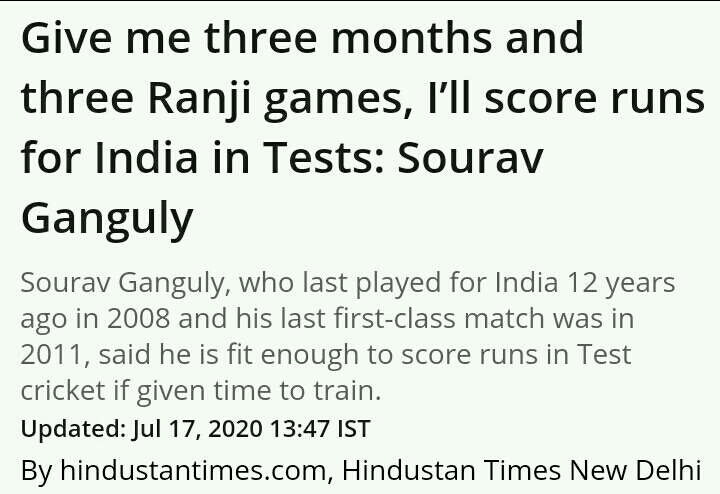 Give me three months and
three Ranji games, I’ll score runs
for India in Tests: Sourav
Ganguly
Sourav Ganguly, who last played for India 12 years
ago in 2008 and his last first-class match was in
2011, said he is fit enough to score runs in Test
cricket if given time to train.
Updated: Jul 17, 2020 13:47 IST
By hindustantimes.com, Hindustan Times New Delhi